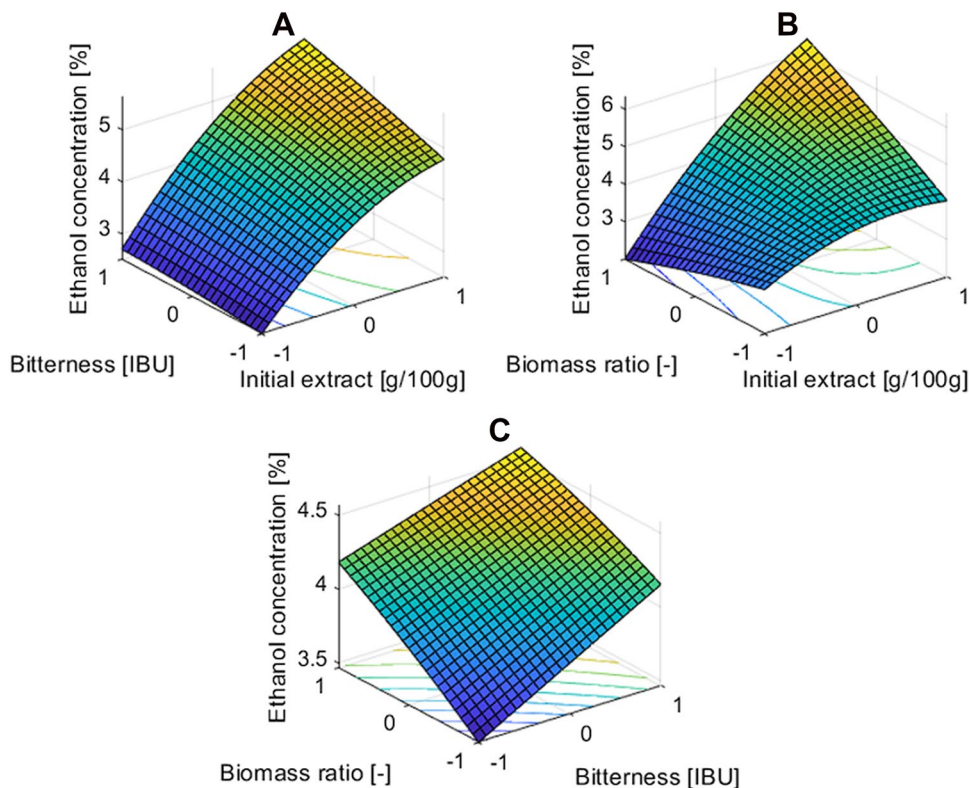 A
Ethanol concentration [%]
5
4
3
1
0
-1
Bitterness [IBU]
-1
0
1
Initial extract [g/100g]
B
Ethanol concentration [%]
6
5
4
3
1
0
-1
Biomass ratio [-]
-1
0
1
Initial extract [g/100g]
C
Ethanol concentration [%]
4.5
4
3.5
1
0
-1
Biomass ratio [-]
-1
0
1
Bitterness [IBU]